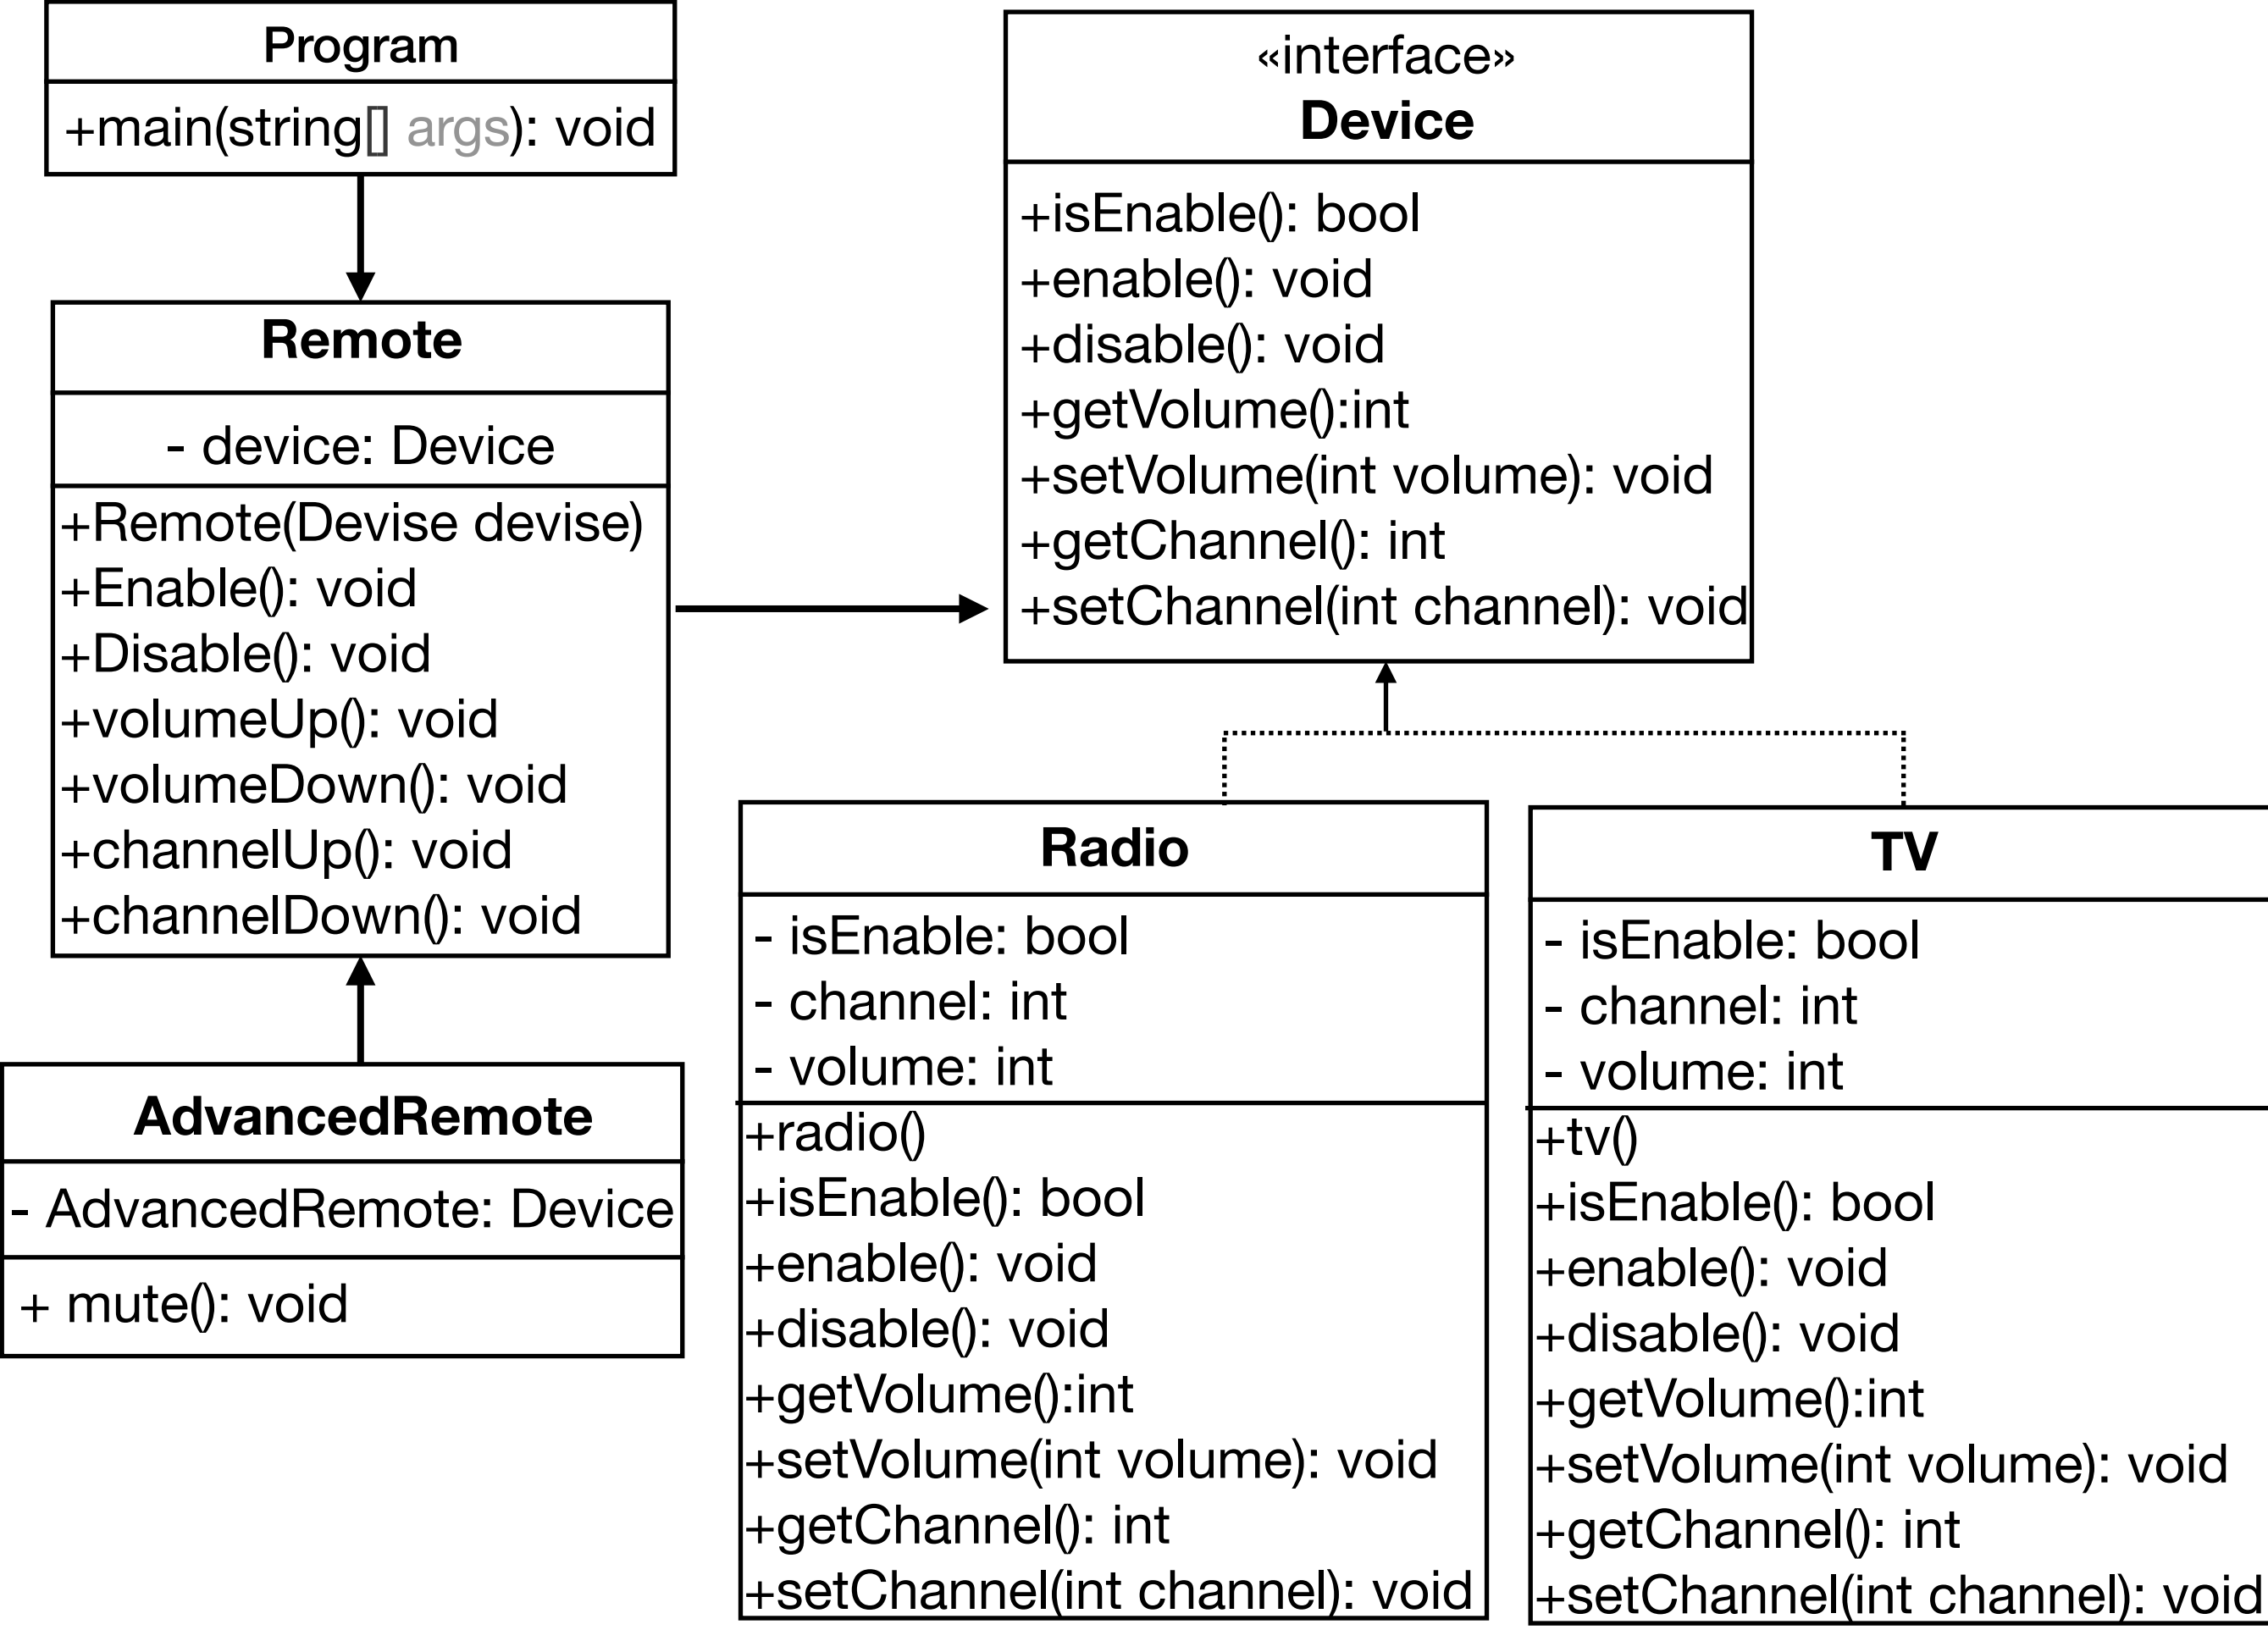 Program
+main(string[] args): void
Remote
- device: Device
+Remote(Devise devise)
+Enable(): void
+Disable(): void
+volumeUp(): void
+volumeDown(): void
+channelUp(): void
+channelDown(): void
AdvancedRemote
- AdvancedRemote: Device
+ mute(): void
«interface»
Device
+isEnable(): bool
+enable(): void
+disable(): void
+getVolume():int
+setVolume(int volume): void
+getChannel(): int
+setChannel(int channel): void
Radio
- isEnable: bool
- channel: int
- volume: int
+radio()
+isEnable(): bool
+enable(): void
+disable(): void
+getVolume():int
+setVolume(int volume): void
+getChannel(): int
+setChannel(int channel): void
TV
- isEnable: bool
- channel: int
- volume: int
+tv()
+isEnable(): bool
+enable(): void
+disable(): void
+getVolume():int
+setVolume(int volume): void
+getChannel(): int
+setChannel(int channel): void